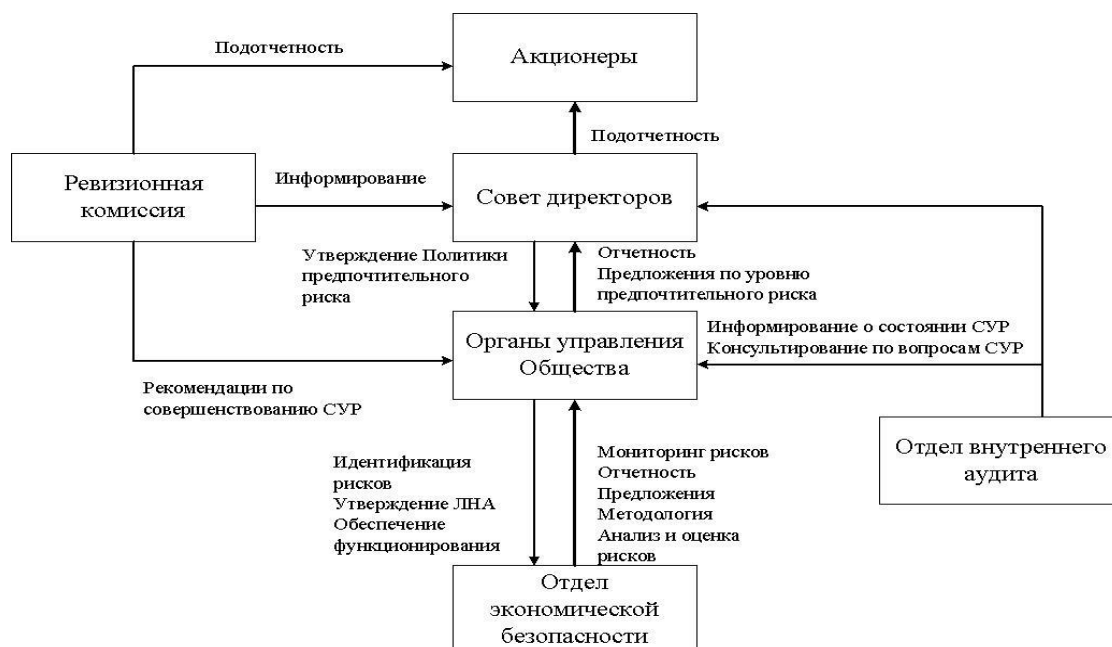 Подотчетность
Акционеры
Подотчетность
Ревизионная
комиссия
Информирование
Совет директоров
Утверждение Политики
предпочтительного
риска
Отчетность
Предложения по уровню
предпочтительного риска
Органы управления
Общества
Информирование о состоянии СУР
Консультирование по вопросам СУР
Рекомендации по
совершенствованию СУР
Отдел внутреннего
аудита
Идентификация
рисков
Утверждение ЛНА
Обеспечение
функционирования
Мониторинг рисков
Отчетность
Предложения
Методология
Анализ и оценка
рисков
Отдел
экономической
безопасности